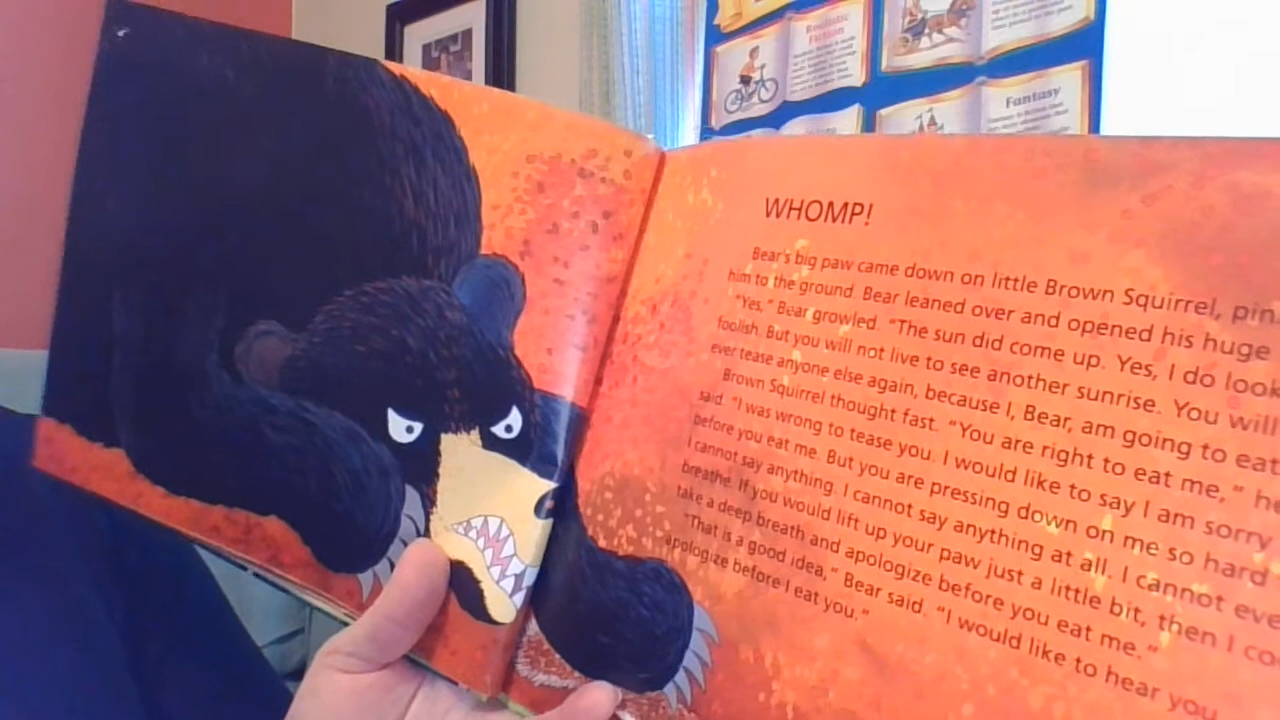 Realistic
Fiction
Fantasy
WHOMP!
Bear's big paw came down on little Brown Squirrel, pin
him to the ground. Bear leaned over and opened his huge
"Yes," Bear growled. "The sun did come up. Yes, I do look
foolish. But you will not live to see another sunrise. You will
ever tease anyone else again, because I, Bear, am going to eat
Brown Squirrel thought fast. "You are right to eat me," he
said. "I was wrong to tease you. I would like to say I am sorry
before you eat me. But you are pressing down on me so hard
I cannot say anything. I cannot say anything at all. I cannot eve
breathe. If you would lift up your paw just a little bit, then I co
take a deep breath and apologize before you eat me."
"That is a good idea," Bear said. "I would like to hear you
apologize before I eat you."